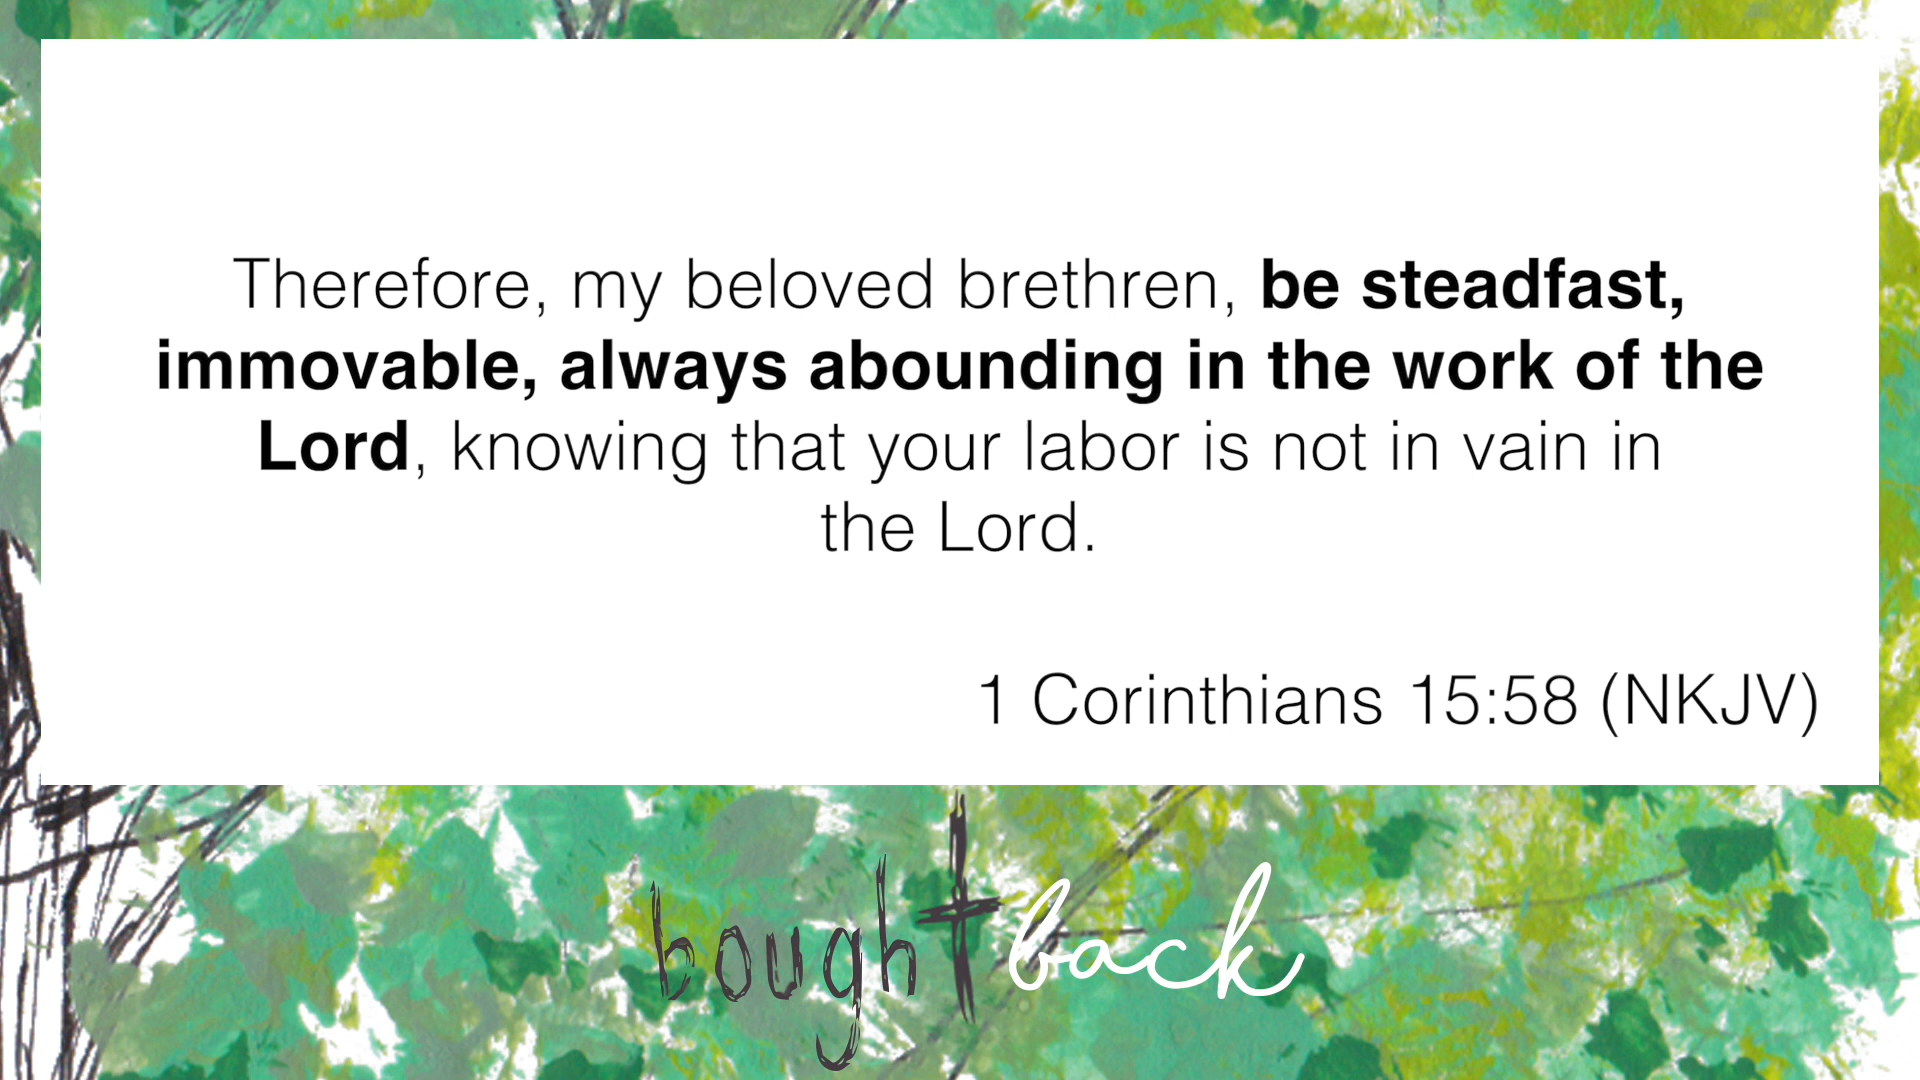 Therefore, my beloved brethren, be steadfast,
immovable, always abounding in the work of the
Lord, knowing that your labor is not in vain in
the Lord.
1 Corinthians 15:58 (NKJV)
bought back